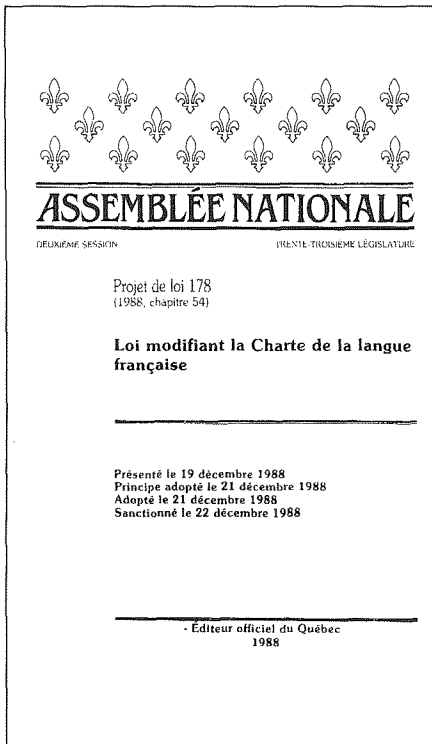 ASSEMBLÉE NATIONALE
DEUXIÈME SESSION TRENTE-TROISIÈME LÉGISLATURE
Projet de loi 178
(1988, chapitre 54)
Loi modifiant la Charte de la langue
française
Présenté le 19 décembre 1988
Principe adopté le 21 décembre 1988
Adopté le 21 décembre 1988
Sanctionné le 22 décembre 1988
Éditeur officiel du Québec
1988